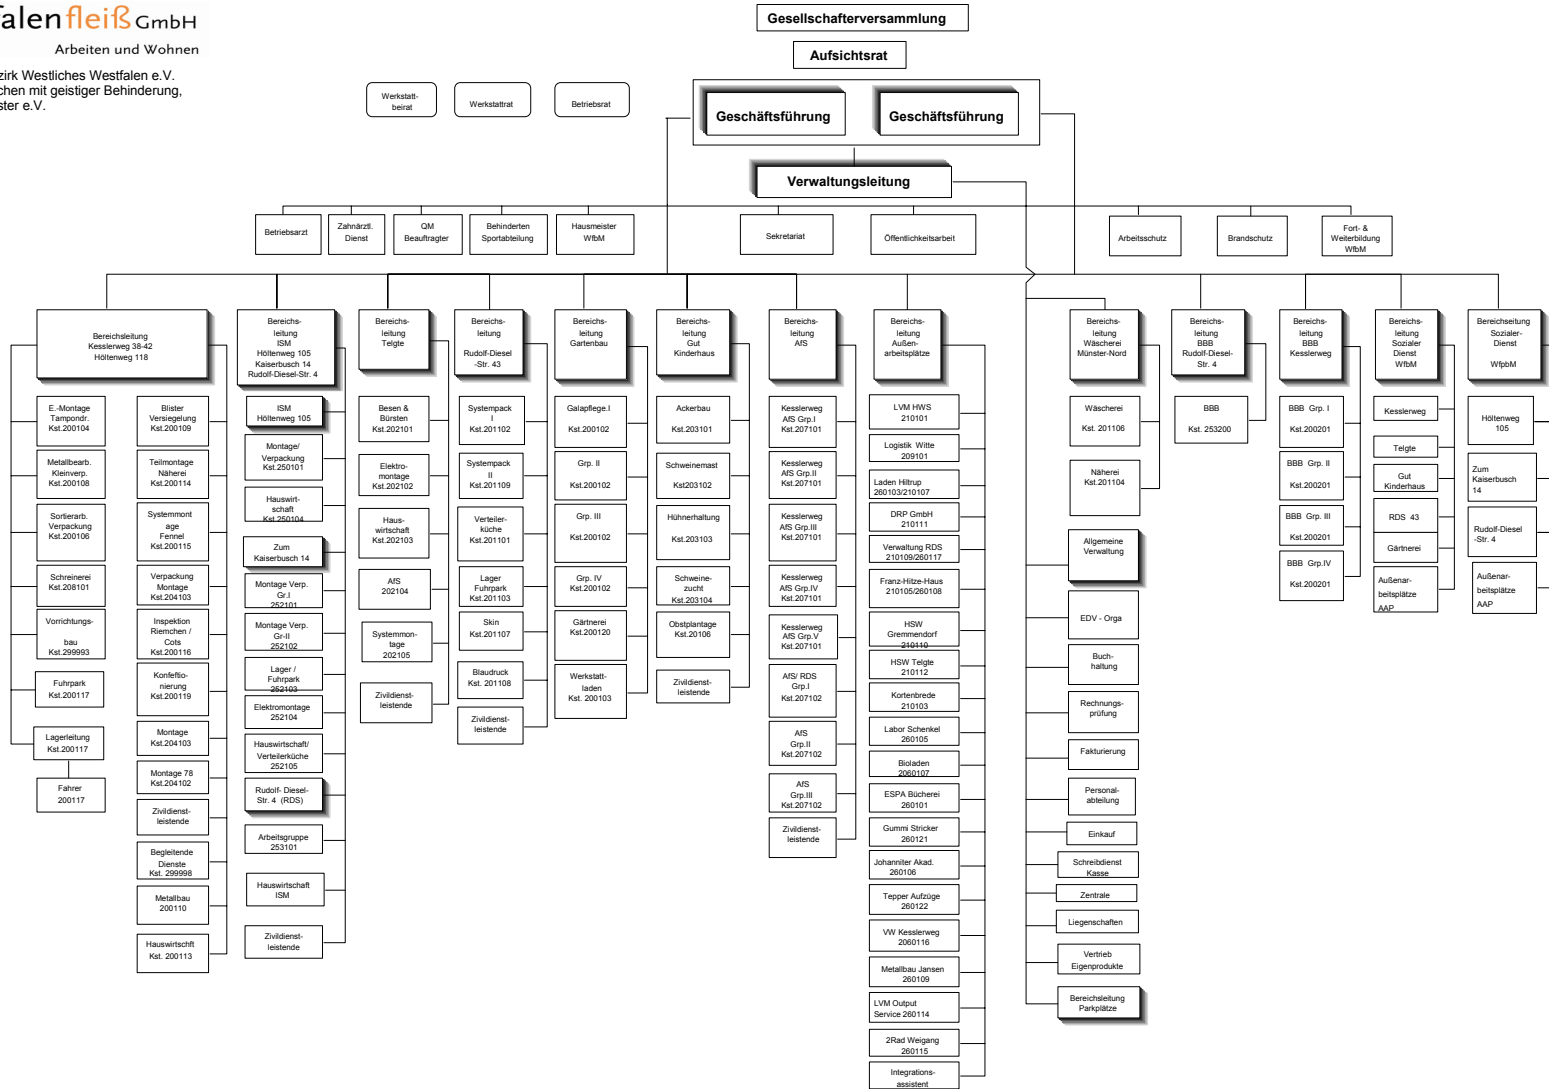 falenfleiß GmbH
Arbeiten und Wohnen
zirk Westliches Westfalen e.V.
chen mit geistiger Behinderung,
ster e.V.
Gesellschafterversammlung
Aufsichtsrat
Werkstatt-
beirat
Werkstattrat
Betriebsrat
Geschäftsführung
Geschäftsführung
Verwaltungsleitung
Betriebsarzt
Zahnärztl.
Dienst
QM
Beauftragter
Behinderten
Sportabteilung
Hausmeister
WfbM
Sekretariat
Öffentlichkeitsarbeit
Arbeitsschutz
Brandschutz
Fort- &
Weiterbildung
WfbM
Bereichsleitung
Kesslerweg 38-42
Höltenweg 118
E.-Montage
Tampondr.
Kst.200104
Metallbearb.
Kleinverp.
Kst.200108
Sortierarb.
Verpackung
Kst.200106
Schreinerei
Kst.208101
Vorrichtungs-
bau
Kst.299993
Fuhrpark
Kst.200117
Lagerleitung
Kst.200117
Fahrer
200117
Blister
Versiegelung
Kst.200109
Teilmontage
Näherei
Kst.200114
Systemmont
age
Fennel
Kst.200115
Verpackung
Montage
Kst.204103
Inspektion
Riemchen /
Cots
Kst.200116
Konfeftio-
nierung
Kst.200119
Montage
Kst.204103
Montage 78
Kst.204102
Zivildienst-
leistende
Begleitende
Dienste
Kst. 299998
Metallbau
200110
Hauswirtschft
Kst. 200113
Bereichs-
leitung
ISM
Höltenweg 105
Kaiserbusch 14
Rudolf-Diesel-Str. 4
ISM
Höltenweg 105
Montage/
Verpackung
Kst.250101
Hauswirt-
schaft
Kst.250104
Zum
Kaiserbusch 14
Montage Verp.
Gr.I
252101
Montage Verp.
Gr-II
252102
Lager /
Fuhrpark
252103
Elektromontage
252104
Hauswirtschaft/
Verteilerküche
252105
Rudolf- Diesel-
Str. 4 (RDS)
Arbeitsgruppe
253101
Hauswirtschaft
ISM
Zivildienst-
leistende
Bereichs-
leitung
Telgte
Besen &
Bürsten
Kst.202101
Elektro-
montage
Kst.202102
Haus-
wirtschaft
Kst.202103
AfS
202104
Systemmon-
tage
202105
Zivildienst-
leistende
Bereichs-
leitung
Rudolf-Diesel
-Str. 43
Systempack
I
Kst.201102
Systempack
II
Kst.201109
Verteiler-
küche
Kst.201101
Lager
Fuhrpark
Kst.201103
Skin
Kst.201107
Blaudruck
Kst. 201108
Zivildienst-
leistende
Bereichs-
leitung
Gartenbau
Galapflege.I
Kst.200102
Grp. II
Kst.200102
Grp. III
Kst.200102
Grp. IV
Kst.200102
Gärtnerei
Kst.200120
Werkstatt-
laden
Kst. 200103
Bereichs-
leitung
Gut
Kinderhaus
Ackerbau
Kst.203101
Schweinemast
Kst203102
Hühnerhaltung
Kst.203103
Schweine-
zucht
Kst.203104
Obstplantage
Kst.20106
Zivildienst-
leistende
Bereichs-
leitung
AfS
Kesslerweg
AfS Grp.I
Kst.207101
Kesslerweg
AfS Grp.II
Kst.207101
Kesslerweg
AfS Grp.III
Kst.207101
Kesslerweg
AfS Grp.IV
Kst.207101
Kesslerweg
AfS Grp.V
Kst.207101
AfS/ RDS
Grp.I
Kst.207102
AfS
Grp.II
Kst.207102
AfS
Grp.III
Kst.207102
Zivildienst-
leistende
Bereichs-
leitung
Außen-
arbeitsplätze
LVM HWS
210101
Logistik Witte
209101
Laden Hiltrup
260103/210107
DRP GmbH
210111
Verwaltung RDS
210109/260117
Franz-Hitze-Haus
210105/260108
HSW
Gremmendorf
210110
HSW Telgte
210112
Kortenbrede
210103
Labor Schenkel
260105
Bioladen
2060107
ESPA Bücherei
260101
Gummi Stricker
260121
Johanniter Akad.
260106
Tepper Aufzüge
260122
VW Kesslerweg
2060116
Metallbau Jansen
260109
LVM Output
Service 260114
2Rad Weigang
260115
Integrations-
assistent
Bereichs-
leitung
Wäscherei
Münster-Nord
Wäscherei
Kst. 201106
Näherei
Kst.201104
Allgemeine
Verwaltung
EDV - Orga
Buch-
haltung
Rechnungs-
prüfung
Fakturierung
Personal-
abteilung
Einkauf
Schreibdienst
Kasse
Zentrale
Liegenschaften
Vertrieb
Eigenprodukte
Bereichsleitung
Parkplätze
Bereichs-
leitung
BBB
Rudolf-Diesel-
Str. 4
BBB
Kst. 253200
Bereichs-
leitung
BBB
Kesslerweg
BBB Grp. I
Kst.200201
BBB Grp. II
Kst.200201
BBB Grp. III
Kst.200201
BBB Grp.IV
Kst.200201
Bereichs-
leitung
Sozialer
Dienst
WfbM
Kesslerweg
Telgte
Gut
Kinderhaus
RDS 43
Gärtnerei
Außenar-
beitsplätze
AAP
Bereichseitung
Sozialer-
Dienst
WfpbM
Höltenweg
105
Zum
Kaiserbusch
14
Rudolf-Diesel
-Str. 4
Außenar-
beitsplätze
AAP